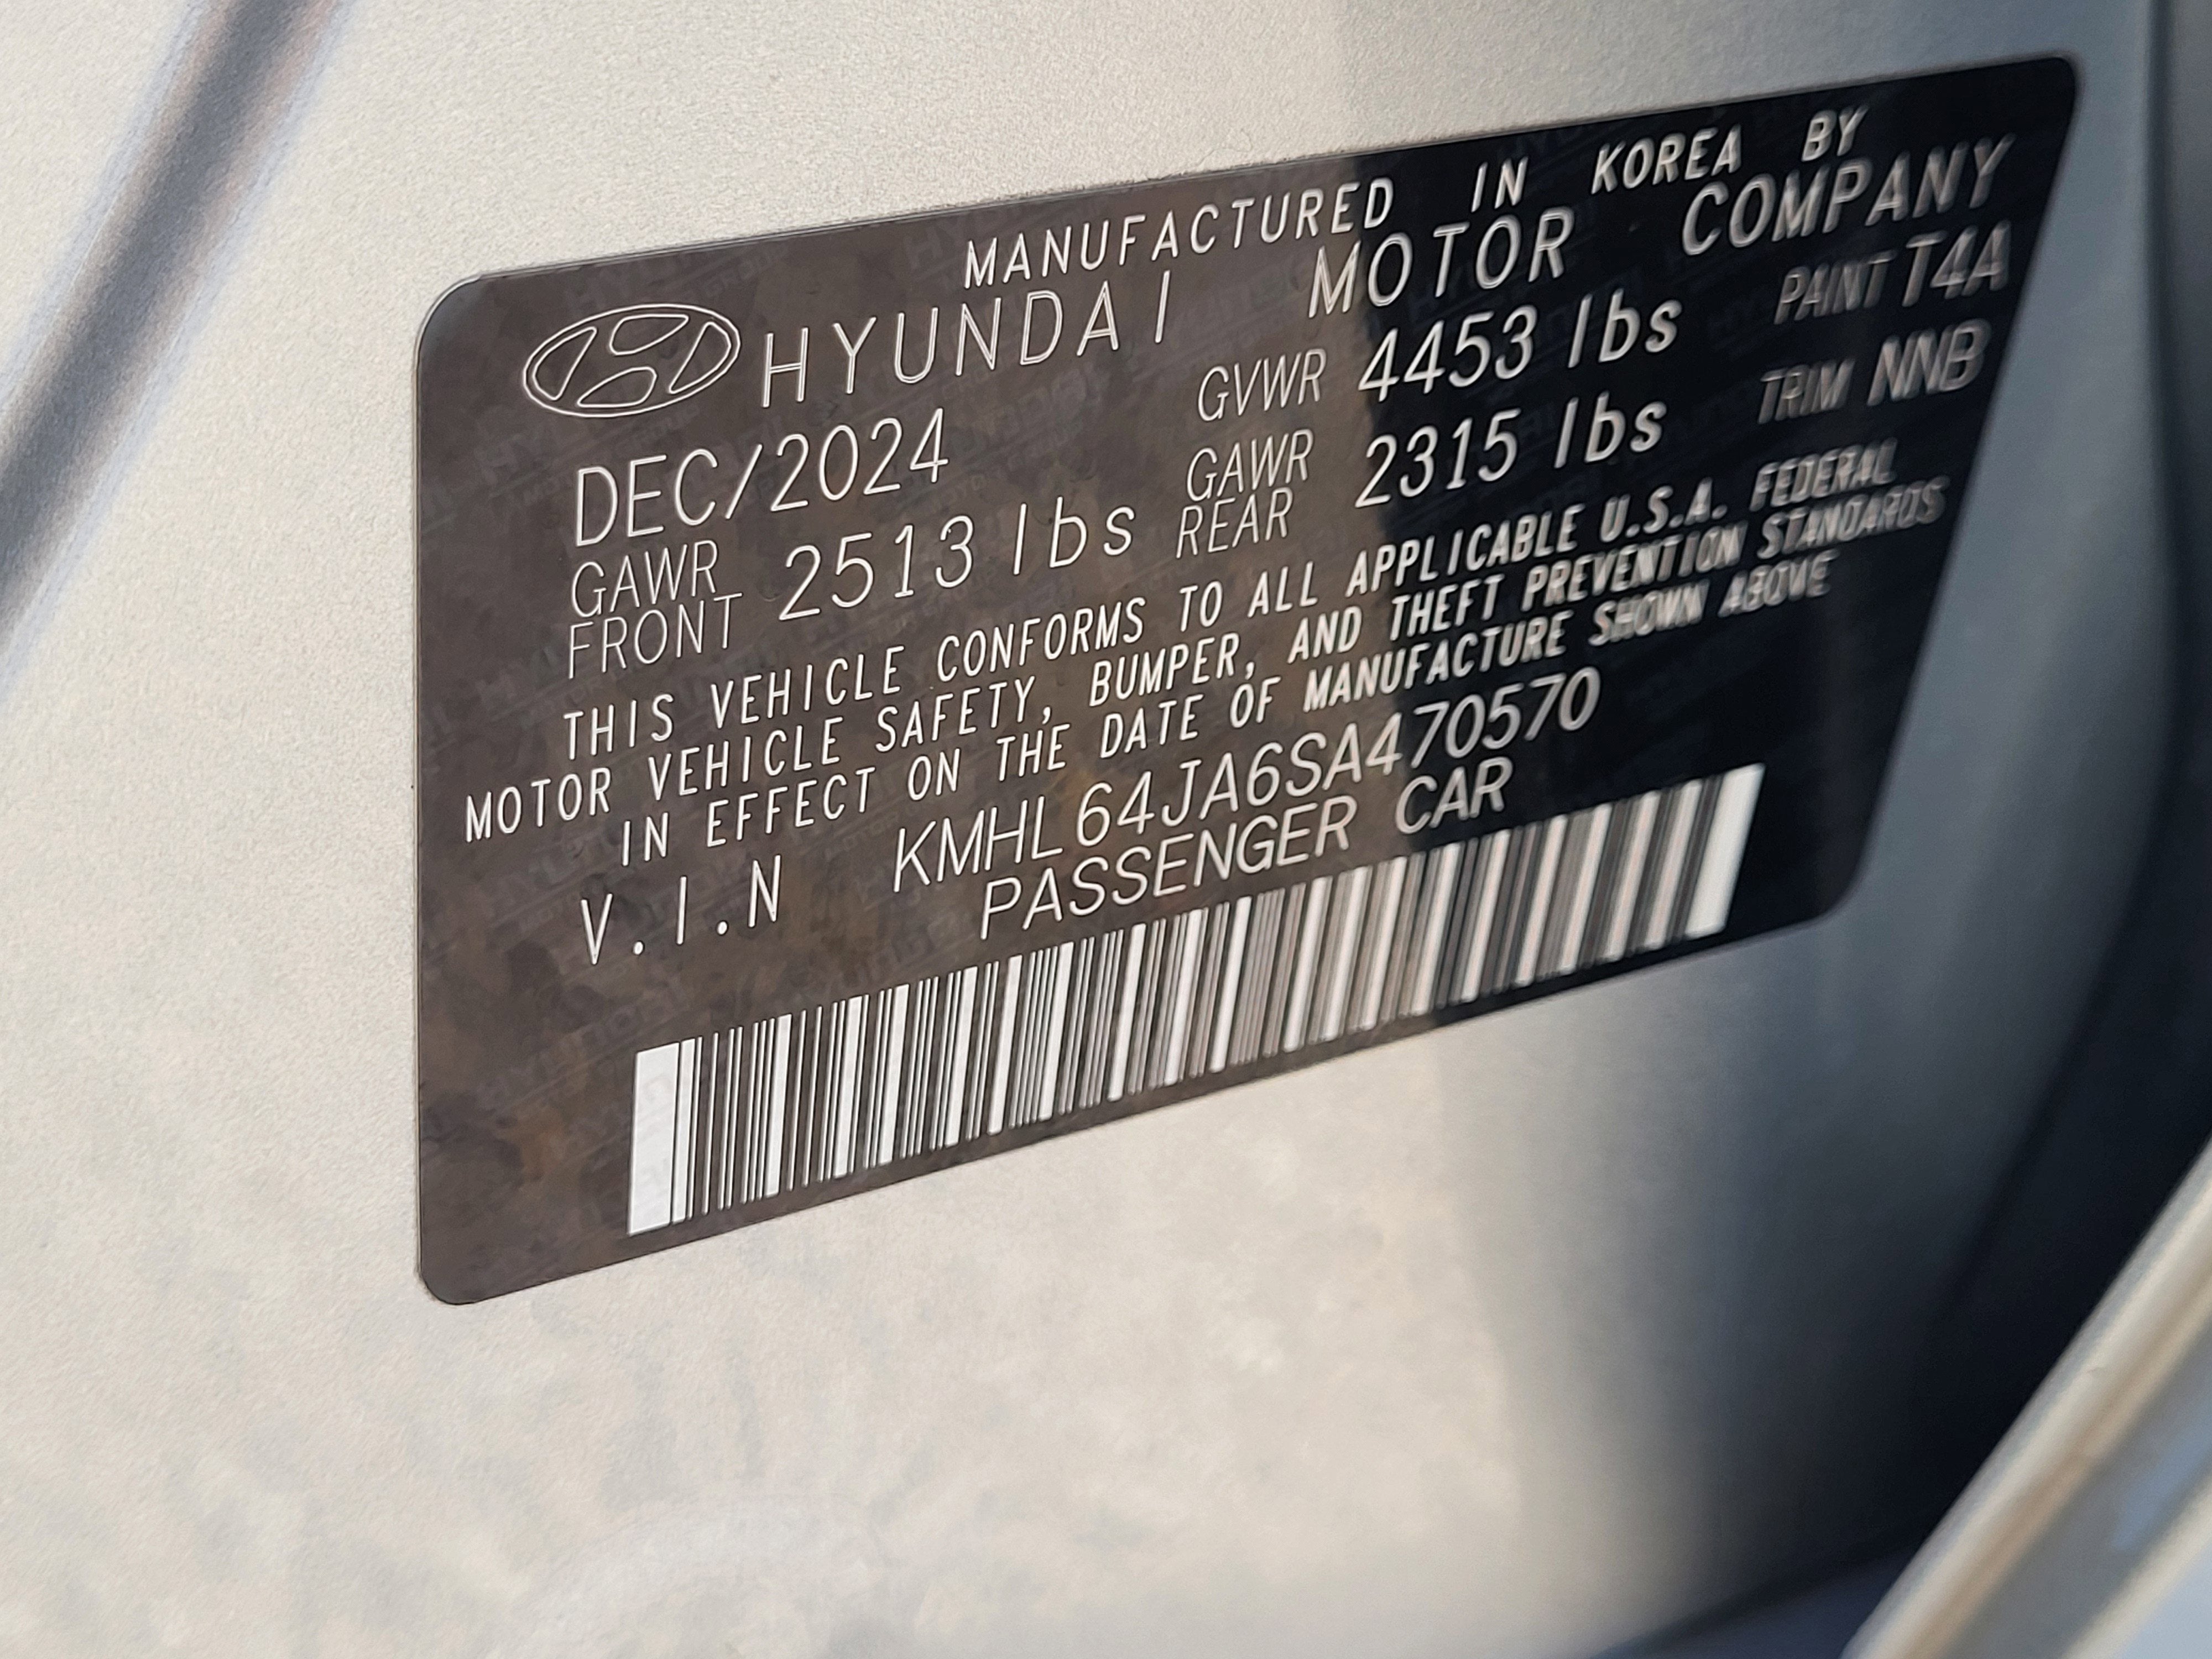 MANUFACTURED IN KOREA BY
HYUNDAI MOTOR COMPANY
DEC/2024 GVWR 4453 lbs PAINT T4A
GAWR FRONT 2513 lbs GAWR REAR 2315 lbs TRIM NNB
THIS VEHICLE CONFORMS TO ALL APPLICABLE U.S.A. FEDERAL
MOTOR VEHICLE SAFETY, BUMPER, AND THEFT PREVENTION STANDARDS
IN EFFECT ON THE DATE OF MANUFACTURE SHOWN ABOVE
V.I.N KMHL64JA6SA470570
PASSENGER CAR